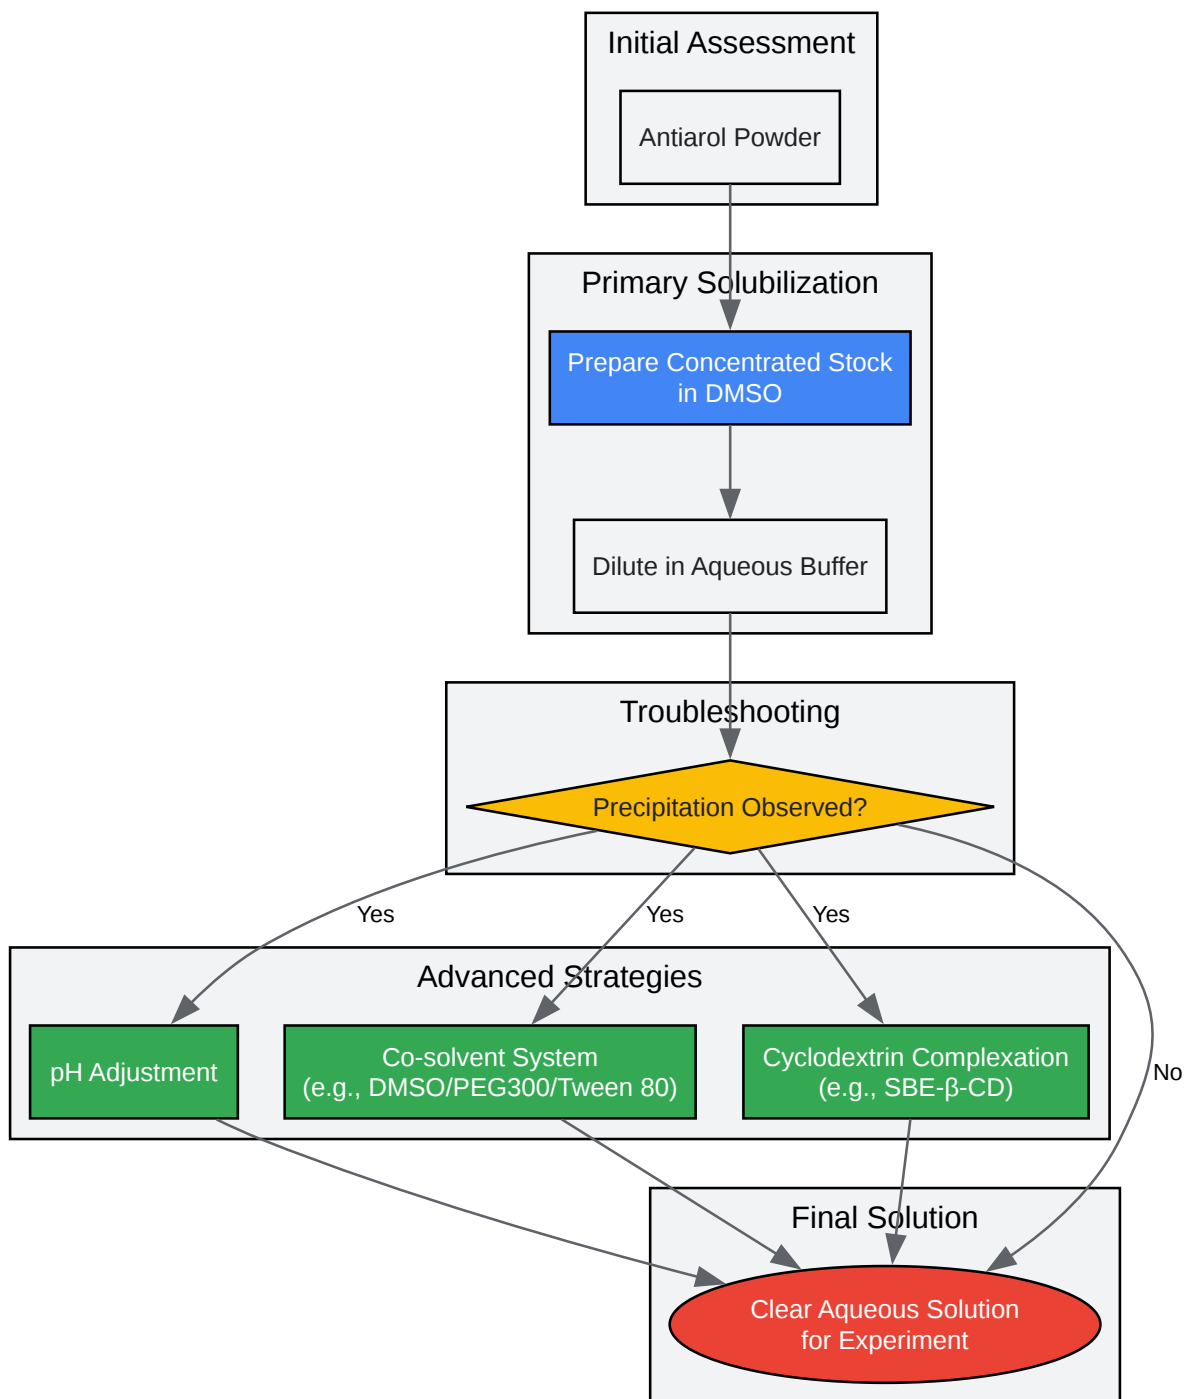 Initial Assessment
Antiarol Powder
Primary Solubilization
Prepare Concentrated Stock
in DMSO
Dilute in Aqueous Buffer
Troubleshooting
Precipitation Observed?
Yes
Yes
Yes
No
Advanced Strategies
pH Adjustment
Co-solvent System
(e.g., DMSO/PEG300/Tween 80)
Cyclodextrin Complexation
(e.g., SBE-β-CD)
Final Solution
Clear Aqueous Solution
for Experiment